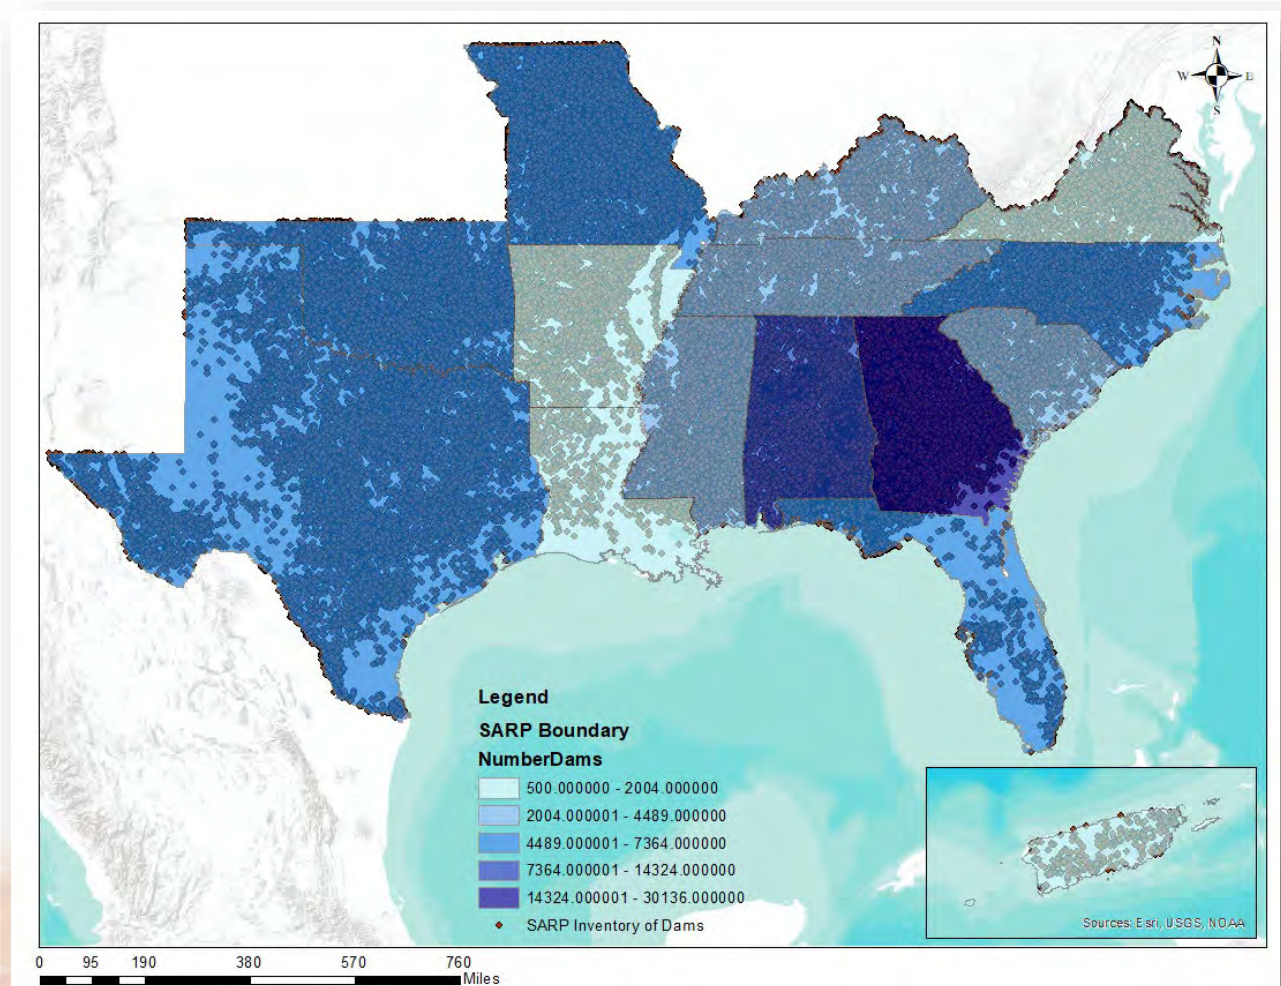 N
W E
S
Legend
SARP Boundary
NumberDams
500.000000 - 2004.000000
2004.000001 - 4489.000000
4489.000001 - 7364.000000
7364.000001 - 14324.000000
14324.000001 - 30136.000000
SARP Inventory of Dams
Sources: Esri, USGS, NOAA
0 95 190 380 570 760
Miles